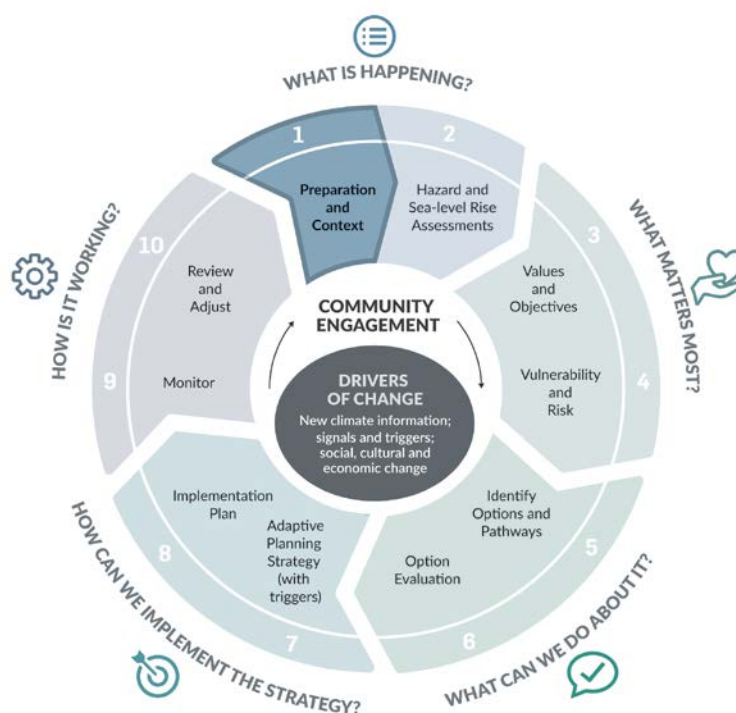 WHAT IS HAPPENING?
1
Preparation
and
Context
2
Hazard and
Sea-level Rise
Assessments
WHAT MATTERS MOST?
3
Values
and
Objectives
4
Vulnerability
and
Risk
WHAT CAN WE DO ABOUT IT?
5
Identify
Options and
Pathways
6
Option
Evaluation
HOW CAN WE IMPLEMENT THE STRATEGY?
7
Adaptive
Planning
Strategy
(with
triggers)
8
Implementation
Plan
HOW IS IT WORKING?
9
Monitor
10
Review
and
Adjust
COMMUNITY
ENGAGEMENT
DRIVERS
OF CHANGE
New climate information;
signals and triggers;
social, cultural and
economic change